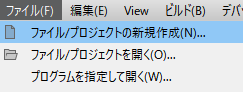 ファイル(F) 編集(E) View ビルド(B) デバ
ファイル/プロジェクトの新規作成(N)...
ファイル/プロジェクトを開く(O)...
プログラムを指定して開く(W)...